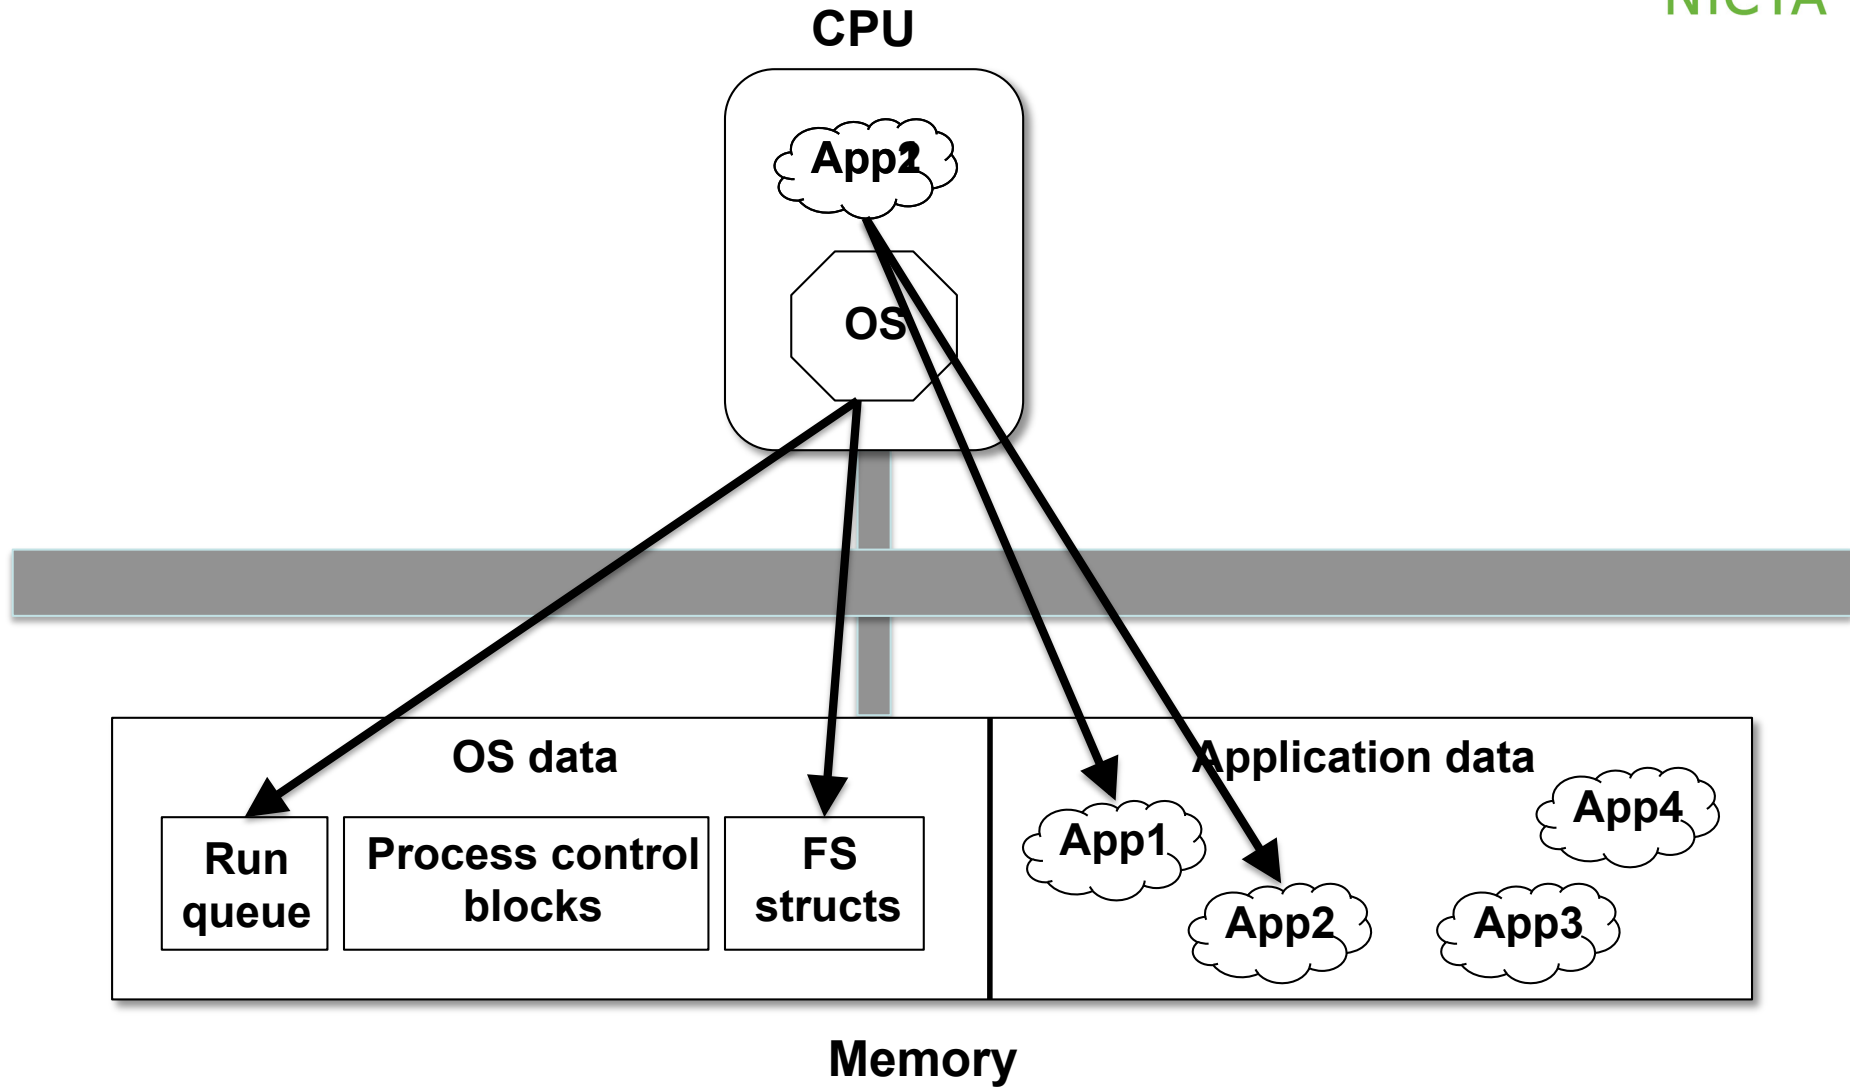 NICTA
CPU
App
OS
OS data
Application data
Run
queue
Process control
blocks
FS
structs
App1
App2
App3
App4
Memory